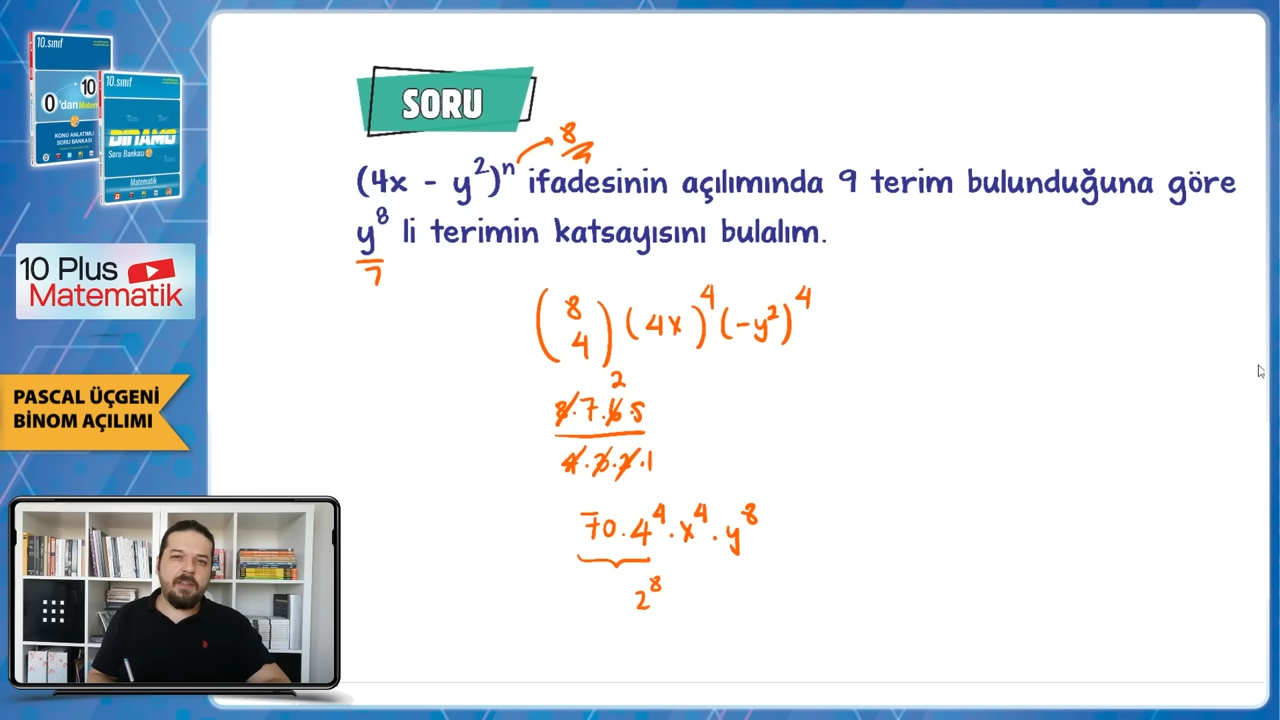 10.sınıf
0'dan 10
KONU ANLATIMLI
SORU BANKASI
10.sınıf
DİNAMO
Soru Bankası
Matematik
10 Plus
Matematik
PASCAL ÜÇGENİ
BİNOM AÇILIMI
SORU
8
(4x - y²)ⁿ ifadesinin açılımında 9 terim bulunduğuna göre
y⁸ li terimin katsayısını bulalım.
7
(8 4) (4x)⁴ (-y²)⁴
2
8.7.6.5
4.3.2.1
70.4⁴.x⁴.y⁸
2⁸